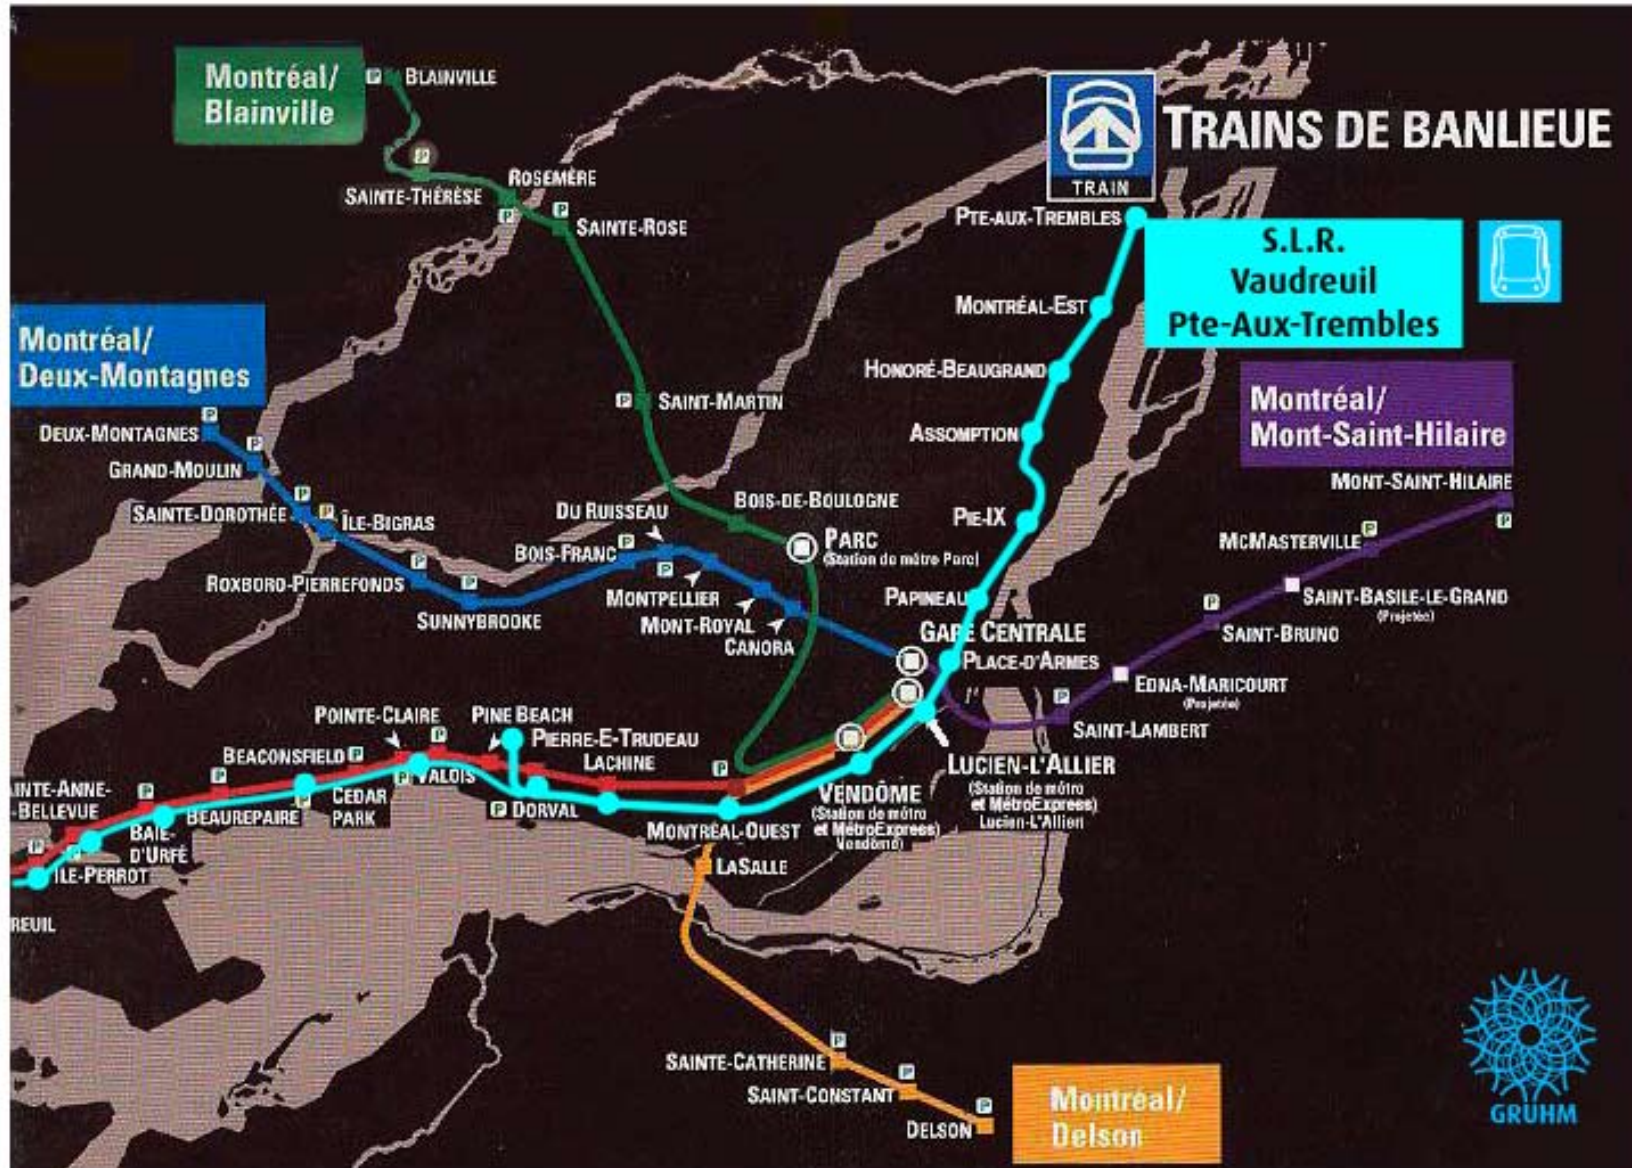 Montréal/
Blainville
BLAINVILLE
TRAIN
TRAINS DE BANLIEUE
SAINTE-THÉRÈSE
ROSEMÈRE
SAINTE-ROSE
PTE-AUX-TREMBLES
S.L.R.
Vaudreuil
Pte-Aux-Trembles
MONTRÉAL-EST
Montréal/
Deux-Montagnes
HONORÉ-BEAUGRAND
Montréal/
Mont-Saint-Hilaire
SAINT-MARTIN
DEUX-MONTAGNES
ASSOMPTION
GRAND-MOULIN
MONT-SAINT-HILAIRE
BOIS-DE-BOULOGNE
SAINTE-DOROTHÉE
ÎLE-BIGRAS
DU RUISSEAU
PIE-IX
PARC
(Station de métro Parc)
MCMASTERVILLE
BOIS-FRANC
ROXBORD-PIERREFONDS
MONTPELLIER
PAPINEAU
SAINT-BASILE-LE-GRAND
(Projetée)
SUNNYBROOKE
MONT-ROYAL
CANORA
GARE CENTRALE
SAINT-BRUNO
PLACE-D'ARMES
EDNA-MARICOURT
(Projetée)
SAINT-LAMBERT
POINTE-CLAIRE
PINE BEACH
PIERRE-E-TRUDEAU
BEACONSFIELD
VALOIS
LACHINE
LUCIEN-L'ALLIER
(Station de métro
et MétroExpress)
Lucien-L'Allier
AINTE-ANNE-
-BELLEVUE
BEAUREPAIRE
CEDAR
PARK
DORVAL
VENDÔME
(Station de métro
et MétroExpress)
Vendôme)
MONTRÉAL-OUEST
BAIE-
D'URFÉ
ILE-PERROT
LASALLE
REUIL
SAINTE-CATHERINE
SAINT-CONSTANT
DELSON
Montréal/
Delson
GRUHM